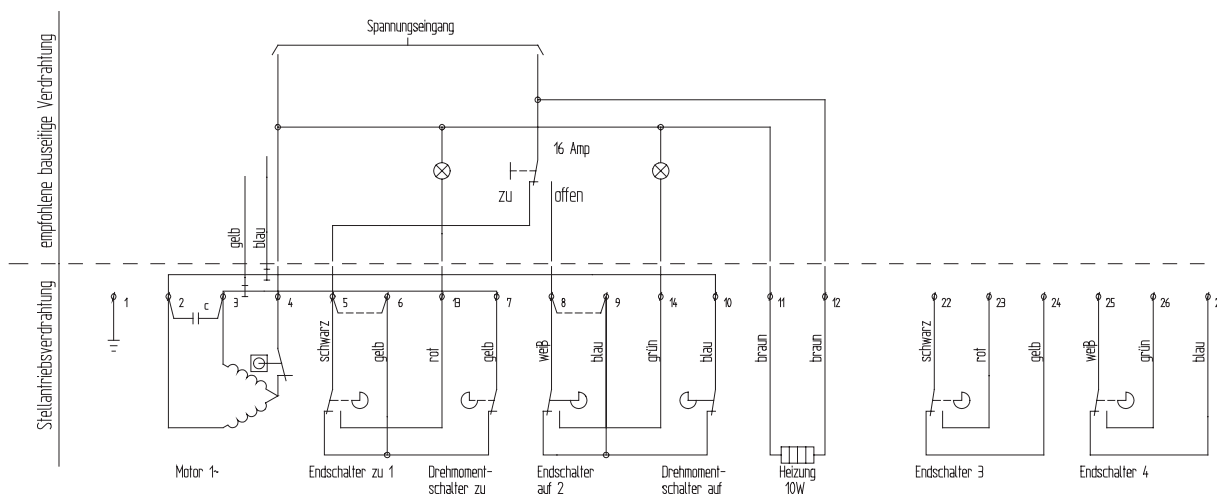 Spannungseingang
empfohlene bauseitige Verdrahtung
16 Amp
zu offen
gelb
blau
Stellantriebsverdrahtung
1 2 c 3 4 5 6 13 7 8 9 14 10 11 12 22 23 24 25 26
schwarz gelb rot gelb weiß blau grün blau braun braun schwarz rot gelb weiß grün blau
Motor 1~
Endschalter zu 1
Drehmoment-
schalter zu
Endschalter
auf 2
Drehmoment-
schalter auf
Heizung
10W
Endschalter 3
Endschalter 4